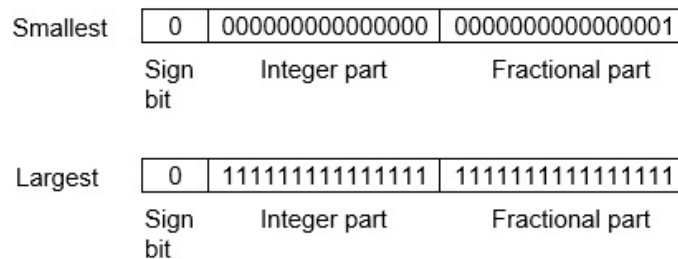 Smallest 0 000000000000000 0000000000000001
Sign bit Integer part Fractional part
Largest 0 111111111111111 1111111111111111
Sign bit Integer part Fractional part